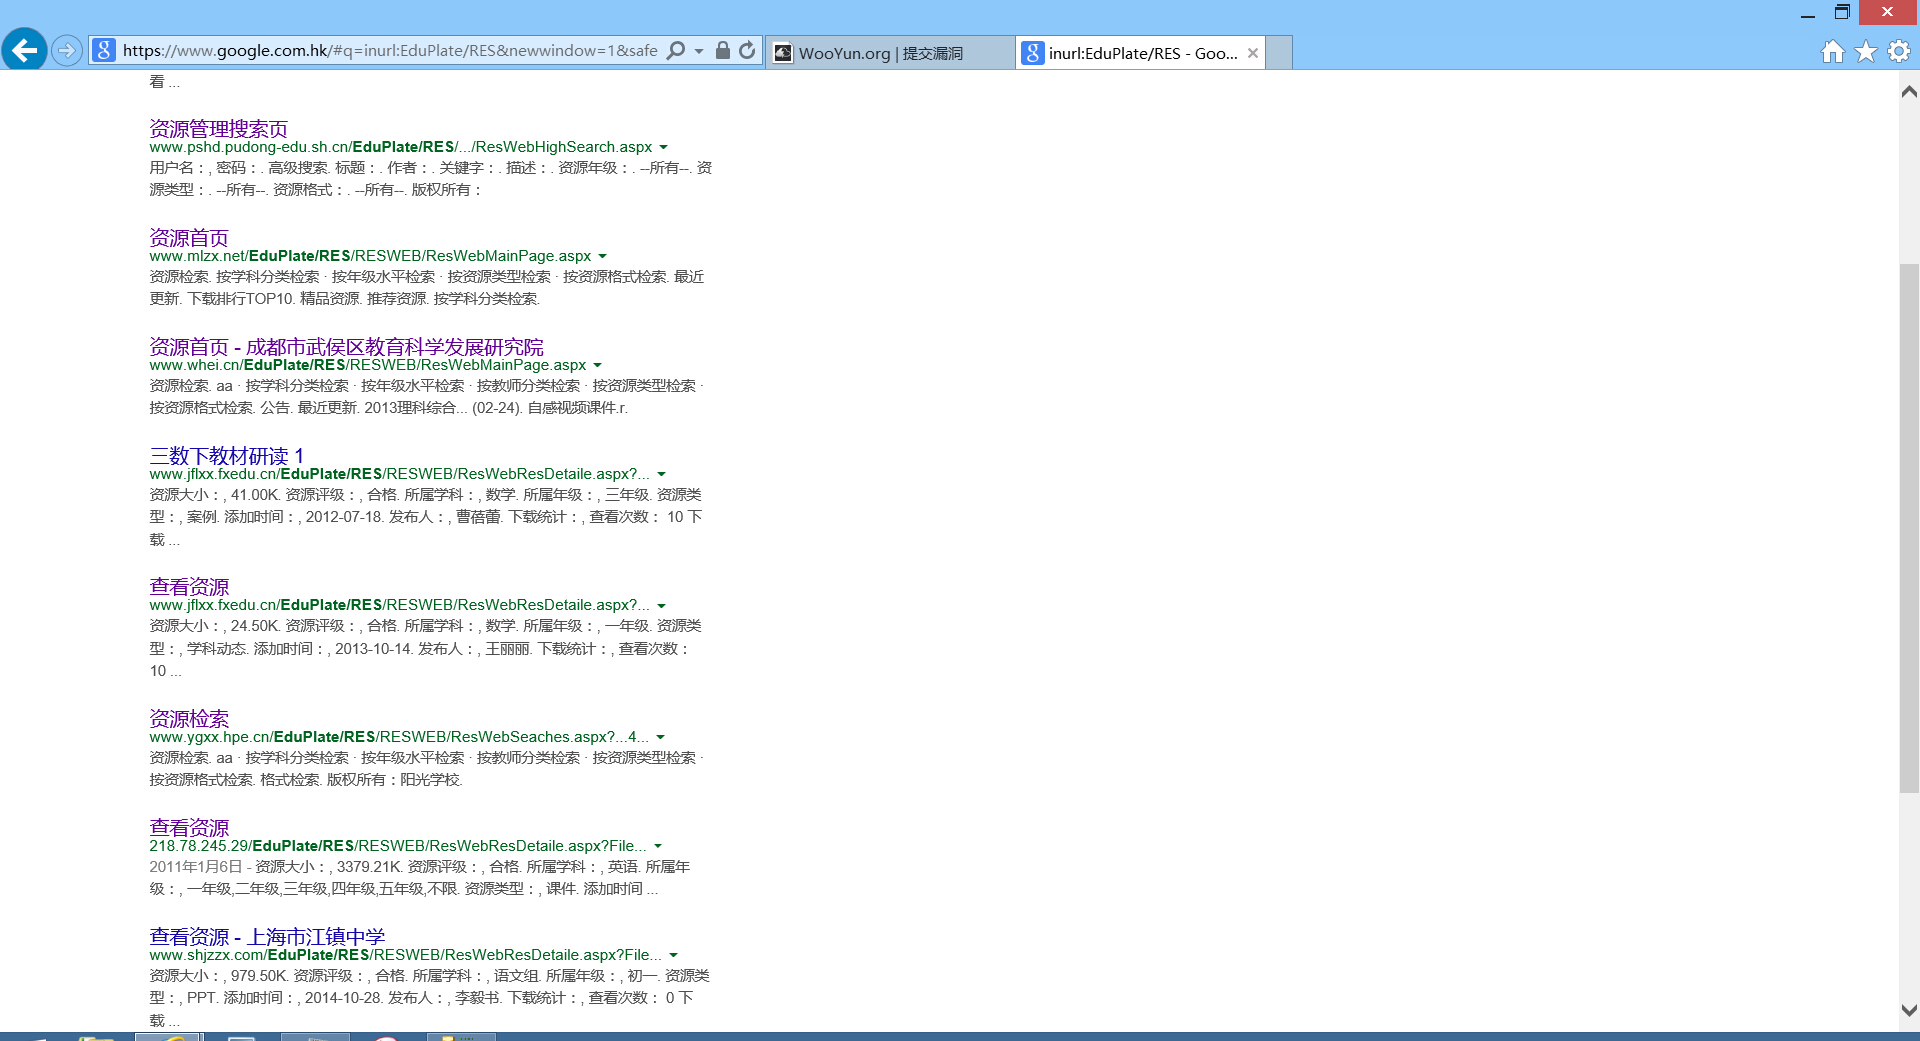 https://www.google.com.hk/#q=inurl:EduPlate/RES&newwindow=1&safe
WooYun.org | 提交漏洞
inurl:EduPlate/RES - Goo...
看 ...
资源管理搜索页
www.pshd.pudong-edu.sh.cn/EduPlate/RES/.../ResWebHighSearch.aspx
用户名：, 密码：. 高级搜索. 标题：. 作者：. 关键字：. 描述：. 资源年级：. --所有--. 资
源类型：. --所有--. 资源格式：. --所有--. 版权所有：
资源首页
www.mlzx.net/EduPlate/RES/RESWEB/ResWebMainPage.aspx
资源检索. 按学科分类检索 · 按年级水平检索 · 按资源类型检索 · 按资源格式检索. 最近
更新. 下载排行TOP10. 精品资源. 推荐资源. 按学科分类检索.
资源首页 - 成都市武侯区教育科学发展研究院
www.whei.cn/EduPlate/RES/RESWEB/ResWebMainPage.aspx
资源检索. aa · 按学科分类检索 · 按年级水平检索 · 按教师分类检索 · 按资源类型检索 ·
按资源格式检索. 公告. 最近更新. 2013理科综合... (02-24). 自感视频课件.r.
三数下教材研读 1
www.jflxx.fxedu.cn/EduPlate/RES/RESWEB/ResWebResDetaile.aspx?...
资源大小：, 41.00K. 资源评级：, 合格. 所属学科：, 数学. 所属年级：, 三年级. 资源类
型：, 案例. 添加时间：, 2012-07-18. 发布人：, 曹蓓蕾. 下载统计：, 查看次数： 10 下
载 ...
查看资源
www.jflxx.fxedu.cn/EduPlate/RES/RESWEB/ResWebResDetaile.aspx?...
资源大小：, 24.50K. 资源评级：, 合格. 所属学科：, 数学. 所属年级：, 一年级. 资源类
型：, 学科动态. 添加时间：, 2013-10-14. 发布人：, 王丽丽. 下载统计：, 查看次数：
10 ...
资源检索
www.ygxx.hpe.cn/EduPlate/RES/RESWEB/ResWebSeaches.aspx?...4...
资源检索. aa · 按学科分类检索 · 按年级水平检索 · 按教师分类检索 · 按资源类型检索 ·
按资源格式检索. 格式检索. 版权所有：阳光学校.
查看资源
218.78.245.29/EduPlate/RES/RESWEB/ResWebResDetaile.aspx?File...
2011年1月6日 - 资源大小：, 3379.21K. 资源评级：, 合格. 所属学科：, 英语. 所属年
级：, 一年级,二年级,三年级,四年级,五年级,不限. 资源类型：, 课件. 添加时间 ...
查看资源 - 上海市江镇中学
www.shjzzx.com/EduPlate/RES/RESWEB/ResWebResDetaile.aspx?File...
资源大小：, 979.50K. 资源评级：, 合格. 所属学科：, 语文组. 所属年级：, 初一. 资源类
型：, PPT. 添加时间：, 2014-10-28. 发布人：, 李毅书. 下载统计：, 查看次数： 0 下
载 ...